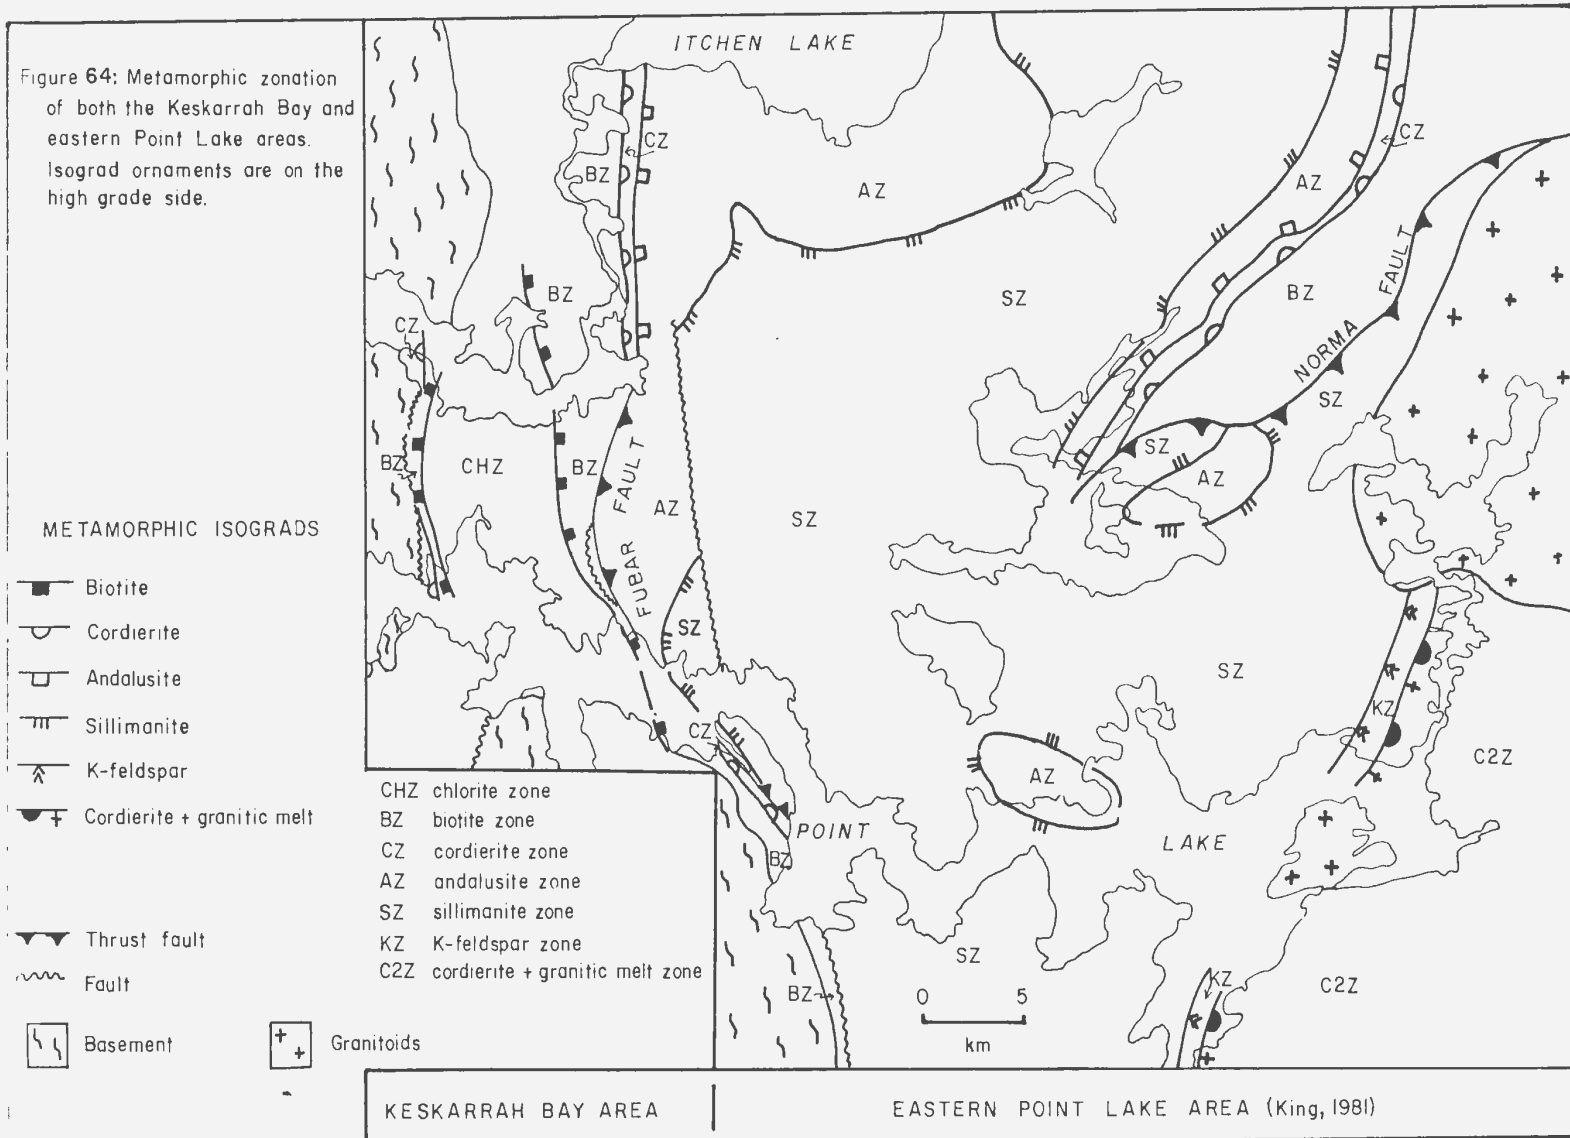 Figure 64: Metamorphic zonation
of both the Keskarrah Bay and
eastern Point Lake areas.
Isograd ornaments are on the
high grade side.
METAMORPHIC ISOGRADS
Biotite
Cordierite
Andalusite
Sillimanite
K-feldspar
Cordierite + granitic melt
Thrust fault
Fault
Basement
Granitoids
CHZ chlorite zone
BZ biotite zone
CZ cordierite zone
AZ andalusite zone
SZ sillimanite zone
KZ K-feldspar zone
C2Z cordierite + granitic melt zone
ITCHEN LAKE
CZ
BZ
AZ
AZ
CZ
BZ
SZ
BZ
CZ
NORMA FAULT
SZ
SZ
AZ
BZ
CHZ
BZ
FUBAR FAULT
AZ
SZ
SZ
SZ
KZ
C2Z
CZ
AZ
POINT LAKE
BZ
SZ
BZ
KZ
C2Z
0 5
km
KESKARRAH BAY AREA
EASTERN POINT LAKE AREA (King, 1981)